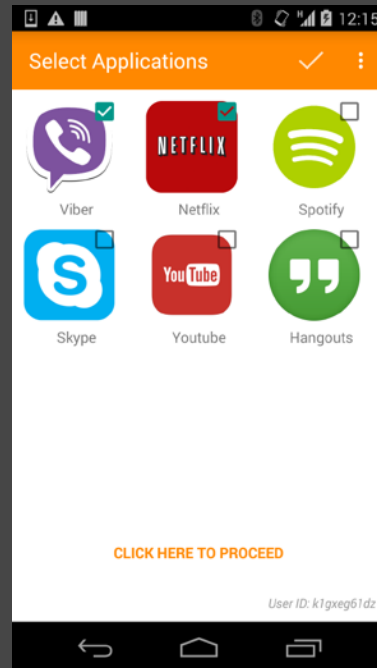 12:15
Select Applications
NETFLIX
Viber
Netflix
Spotify
S
You Tube
Skype
Youtube
Hangouts
CLICK HERE TO PROCEED
User ID: k1gxeg61dz